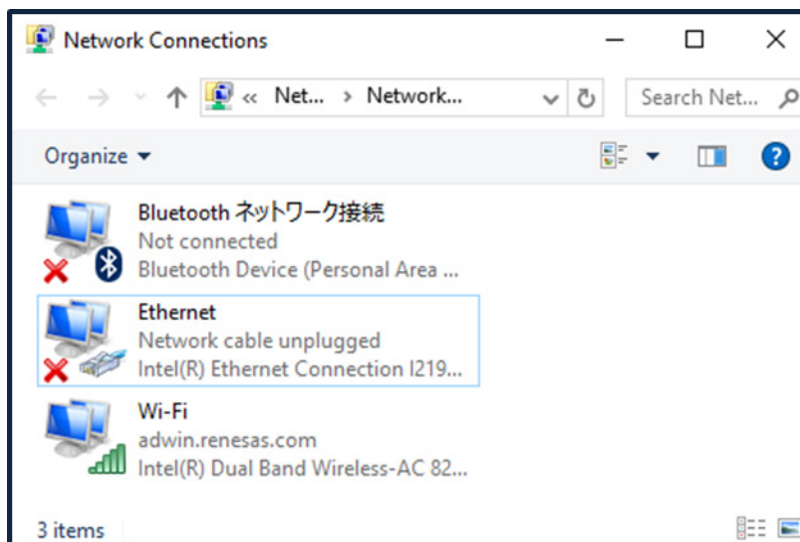 Network Connections
« Net... › Network...
Search Net...
Organize
Bluetooth ネットワーク接続
Not connected
Bluetooth Device (Personal Area ...
Ethernet
Network cable unplugged
Intel(R) Ethernet Connection I219...
Wi-Fi
adwin.renesas.com
Intel(R) Dual Band Wireless-AC 82...
3 items